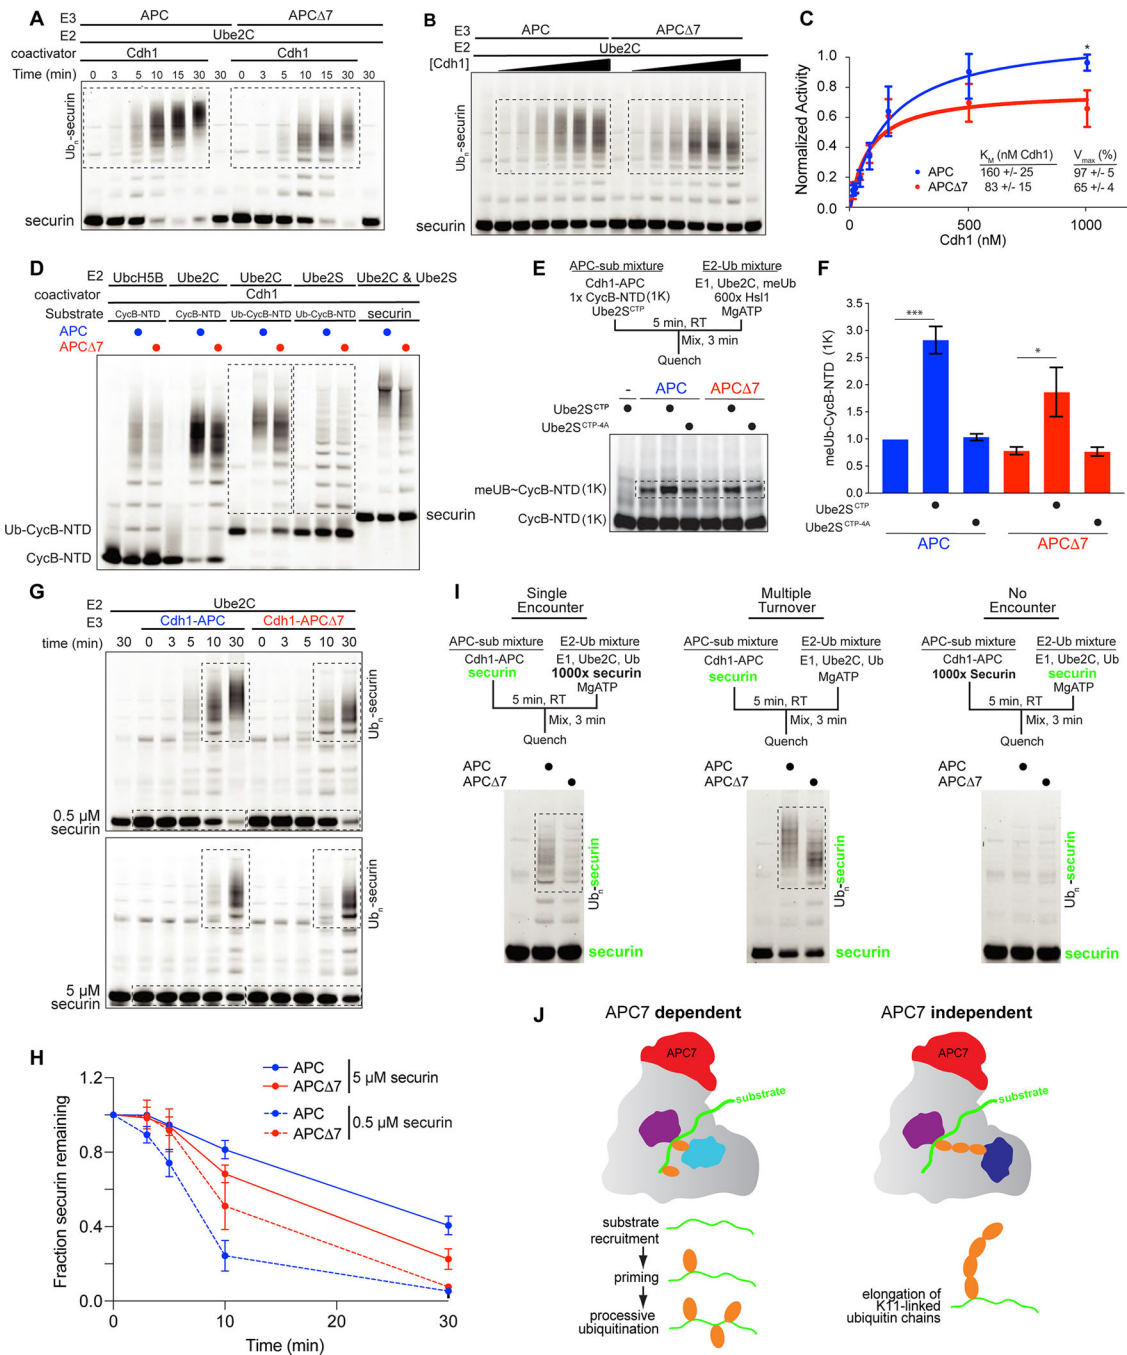 A
E3 APC APCΔ7
E2 Ube2C
coactivator Cdh1 Cdh1
Time (min) 0 3 5 10 15 30 0 3 5 10 15 30 30
Ubn-securin
securin
B
E3 APC APCΔ7
E2 Ube2C
[Cdh1]
Ubn-securin
securin
C
Normalized Activity
1.0
0.8
0.6
0.4
0.2
0.0
*
KM (nM Cdh1) Vmax (%)
APC 160 +/- 25 97 +/- 5
APCΔ7 83 +/- 15 65 +/- 4
0 500 1000
Cdh1 (nM)
D
E2 UbcH5B Ube2C Ube2C Ube2S Ube2C & Ube2S
coactivator Cdh1
Substrate CycB-NTD CycB-NTD Ub-CycB-NTD Ub-CycB-NTD securin
APC
APCΔ7
securin
Ub-CycB-NTD
CycB-NTD
E
APC-sub mixture E2-Ub mixture
Cdh1-APC E1, Ube2C, meUb
1x CycB-NTD (1K) 600x Hsl1
Ube2SCTP MgATP
5 min, RT
Mix, 3 min
Quench
- APC APCΔ7
Ube2SCTP
Ube2SCTP-4A
meUB~CycB-NTD (1K)
CycB-NTD (1K)
F
meUb-CycB-NTD (1K)
3.5
3.0
2.5
2.0
1.5
1.0
0.5
0.0
***
*
Ube2SCTP
Ube2SCTP-4A
APC APCΔ7
G
E2 Ube2C
E3 Cdh1-APC Cdh1-APCΔ7
time (min) 30 0 3 5 10 30 0 3 5 10 30
Ubn-securin
0.5 µM
securin
Ubn-securin
5 µM
securin
H
Fraction securin remaining
1.2
0.8
0.4
0.0
APC
APCΔ7
5 µM securin
APC
APCΔ7
0.5 µM securin
0 10 20 30
Time (min)
I
Single
Encounter
APC-sub mixture E2-Ub mixture
Cdh1-APC E1, Ube2C, Ub
securin 1000x securin
MgATP
5 min, RT
Mix, 3 min
Quench
APC
APCΔ7
Ubn-securin
securin
Multiple
Turnover
APC-sub mixture E2-Ub mixture
Cdh1-APC E1, Ube2C, Ub
securin MgATP
5 min, RT
Mix, 3 min
Quench
APC
APCΔ7
Ubn-securin
securin
No
Encounter
APC-sub mixture E2-Ub mixture
Cdh1-APC E1, Ube2C, Ub
1000x Securin securin
MgATP
5 min, RT
Mix, 3 min
Quench
APC
APCΔ7
Ubn-securin
securin
J
APC7 dependent
APC7
substrate
substrate
recruitment
priming
processive
ubiquitination
APC7 independent
APC7
substrate
elongation of
K11-linked
ubiquitin chains